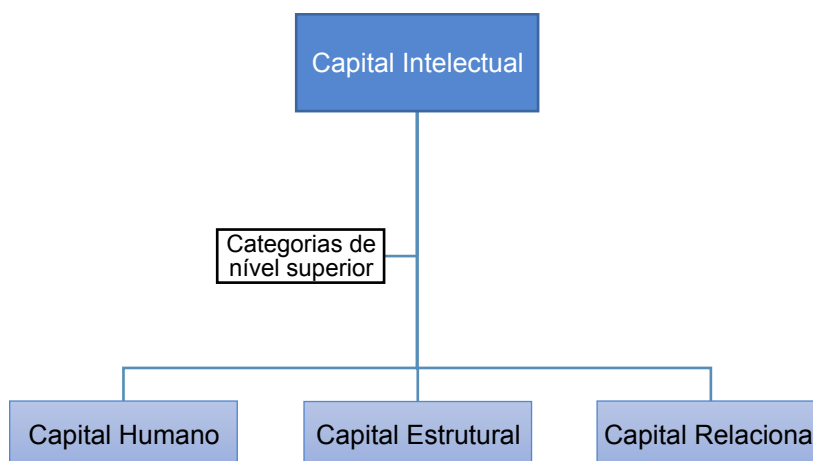 Capital Intelectual
Categorias de
nível superior
Capital Humano
Capital Estrutural
Capital Relaciona